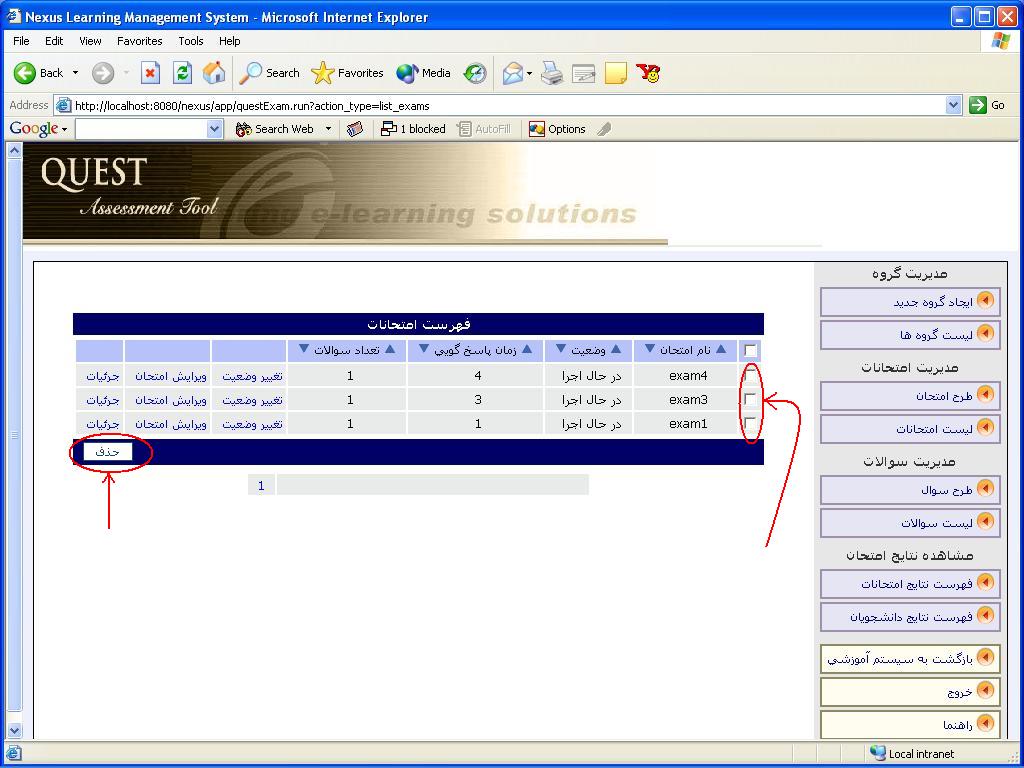 Nexus Learning Management System - Microsoft Internet Explorer
File Edit View Favorites Tools Help
Back Search Favorites Media
Address http://localhost:8080/nexus/app/questExam.run?action_type=list_exams Go
Google Search Web 1 blocked AutoFill Options
QUEST
Assessment Tool
e-learning solutions
مدیریت گروه
ایجاد گروه جدید
لیست گروه ها
مدیریت امتحانات
طرح امتحان
لیست امتحانات
مدیریت سوالات
طرح سوال
لیست سوالات
مشاهده نتایج امتحان
فهرست نتایج امتحانات
فهرست نتایج دانشجویان
بازگشت به سیستم آموزشی
خروج
راهنما
فهرست امتحانات
نام امتحان وضعیت زمان پاسخ گویي تعداد سوالات
exam4 در حال اجرا 4 1 تغییر وضعیت ویرایش امتحان جزئیات
exam3 در حال اجرا 3 1 تغییر وضعیت ویرایش امتحان جزئیات
exam1 در حال اجرا 1 1 تغییر وضعیت ویرایش امتحان جزئیات
حذف
1
Local intranet